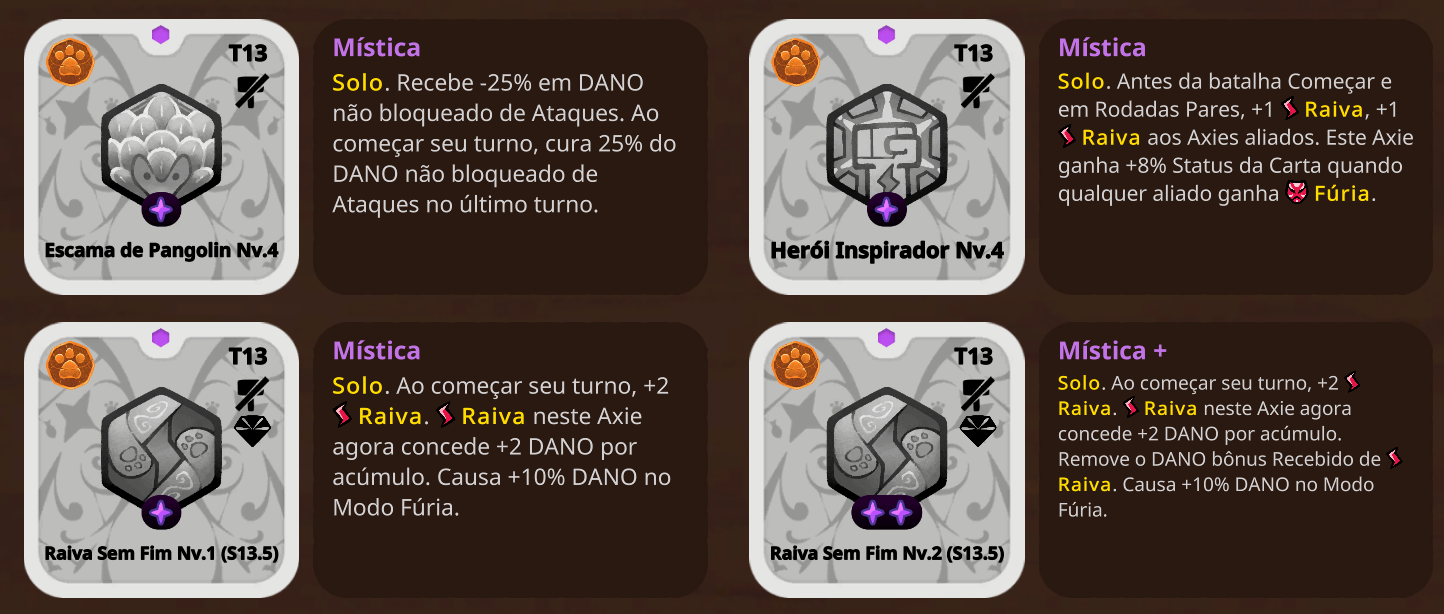 T13
Escama de Pangolin Nv.4
Mística
Solo. Recebe -25% em DANO
não bloqueado de Ataques. Ao
começar seu turno, cura 25% do
DANO não bloqueado de
Ataques no último turno.
T13
Herói Inspirador Nv.4
Mística
Solo. Antes da batalha Começar e
em Rodadas Pares, +1 Raiva, +1
Raiva aos Axies aliados. Este Axie
ganha +8% Status da Carta quando
qualquer aliado ganha Fúria.
T13
Raiva Sem Fim Nv.1 (S13.5)
Mística
Solo. Ao começar seu turno, +2
Raiva. Raiva neste Axie
agora concede +2 DANO por
acúmulo. Causa +10% DANO no
Modo Fúria.
T13
Raiva Sem Fim Nv.2 (S13.5)
Mística +
Solo. Ao começar seu turno, +2
Raiva. Raiva neste Axie agora
concede +2 DANO por acúmulo.
Remove o DANO bônus Recebido de
Raiva. Causa +10% DANO no Modo
Fúria.